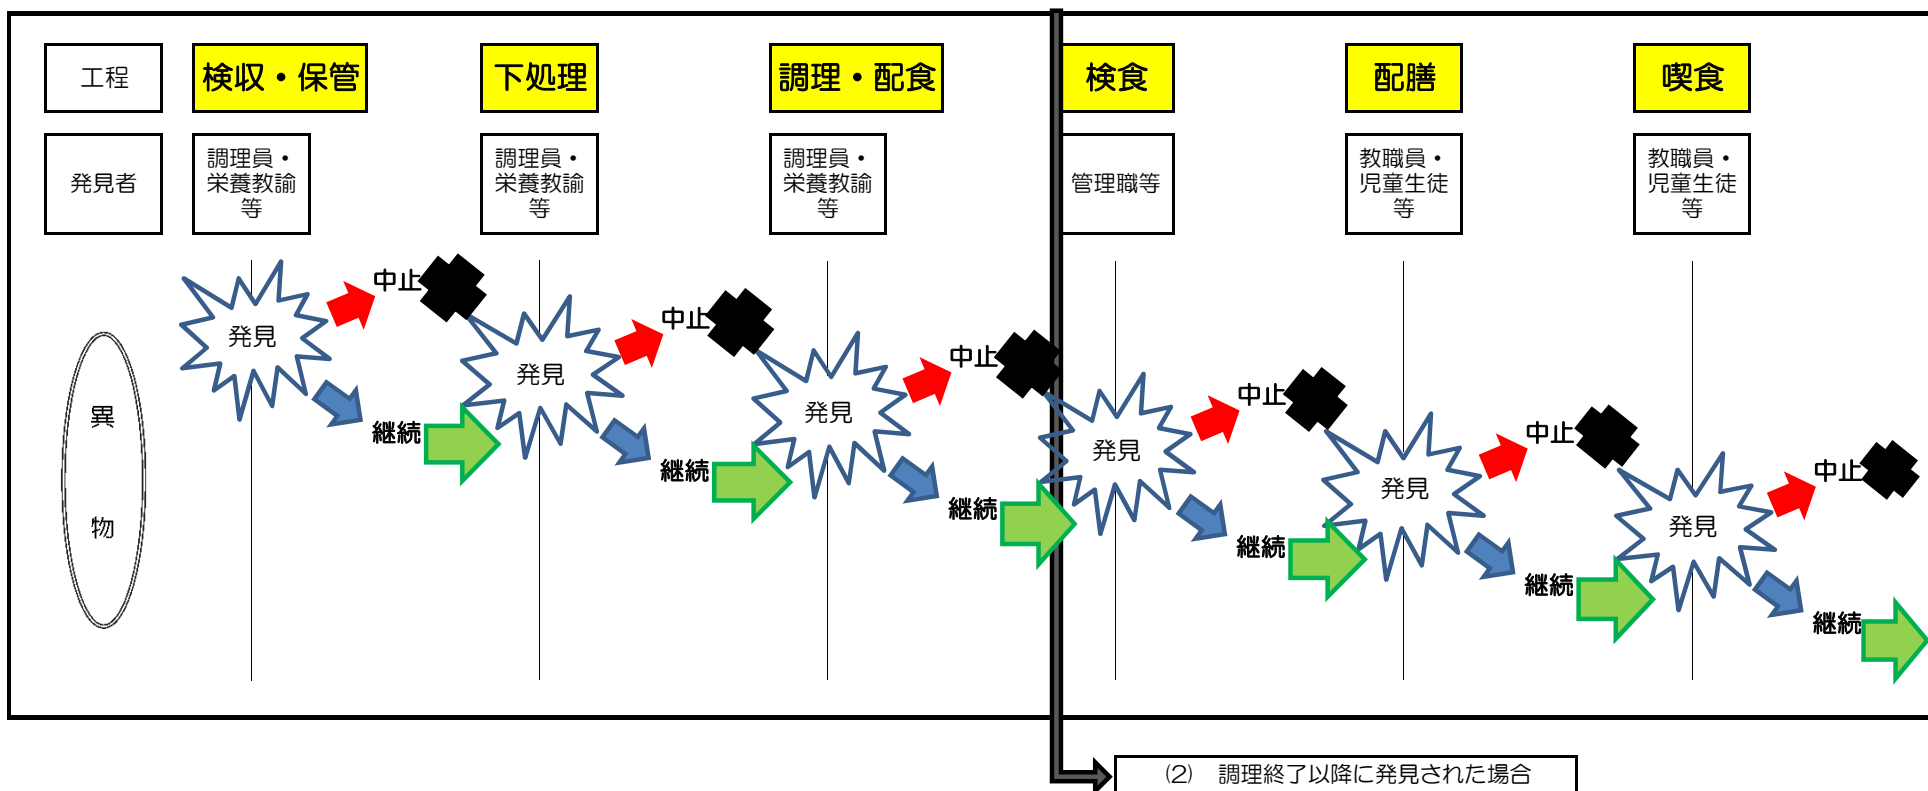 工程
検収・保管
下処理
調理・配食
検食
配膳
喫食
発見者
調理員・
栄養教諭
等
調理員・
栄養教諭
等
調理員・
栄養教諭
等
管理職等
教職員・
児童生徒
等
教職員・
児童生徒
等
異
物
発見
中止
継続
発見
中止
継続
発見
中止
継続
発見
中止
継続
発見
中止
継続
発見
中止
継続
(2)　調理終了以降に発見された場合